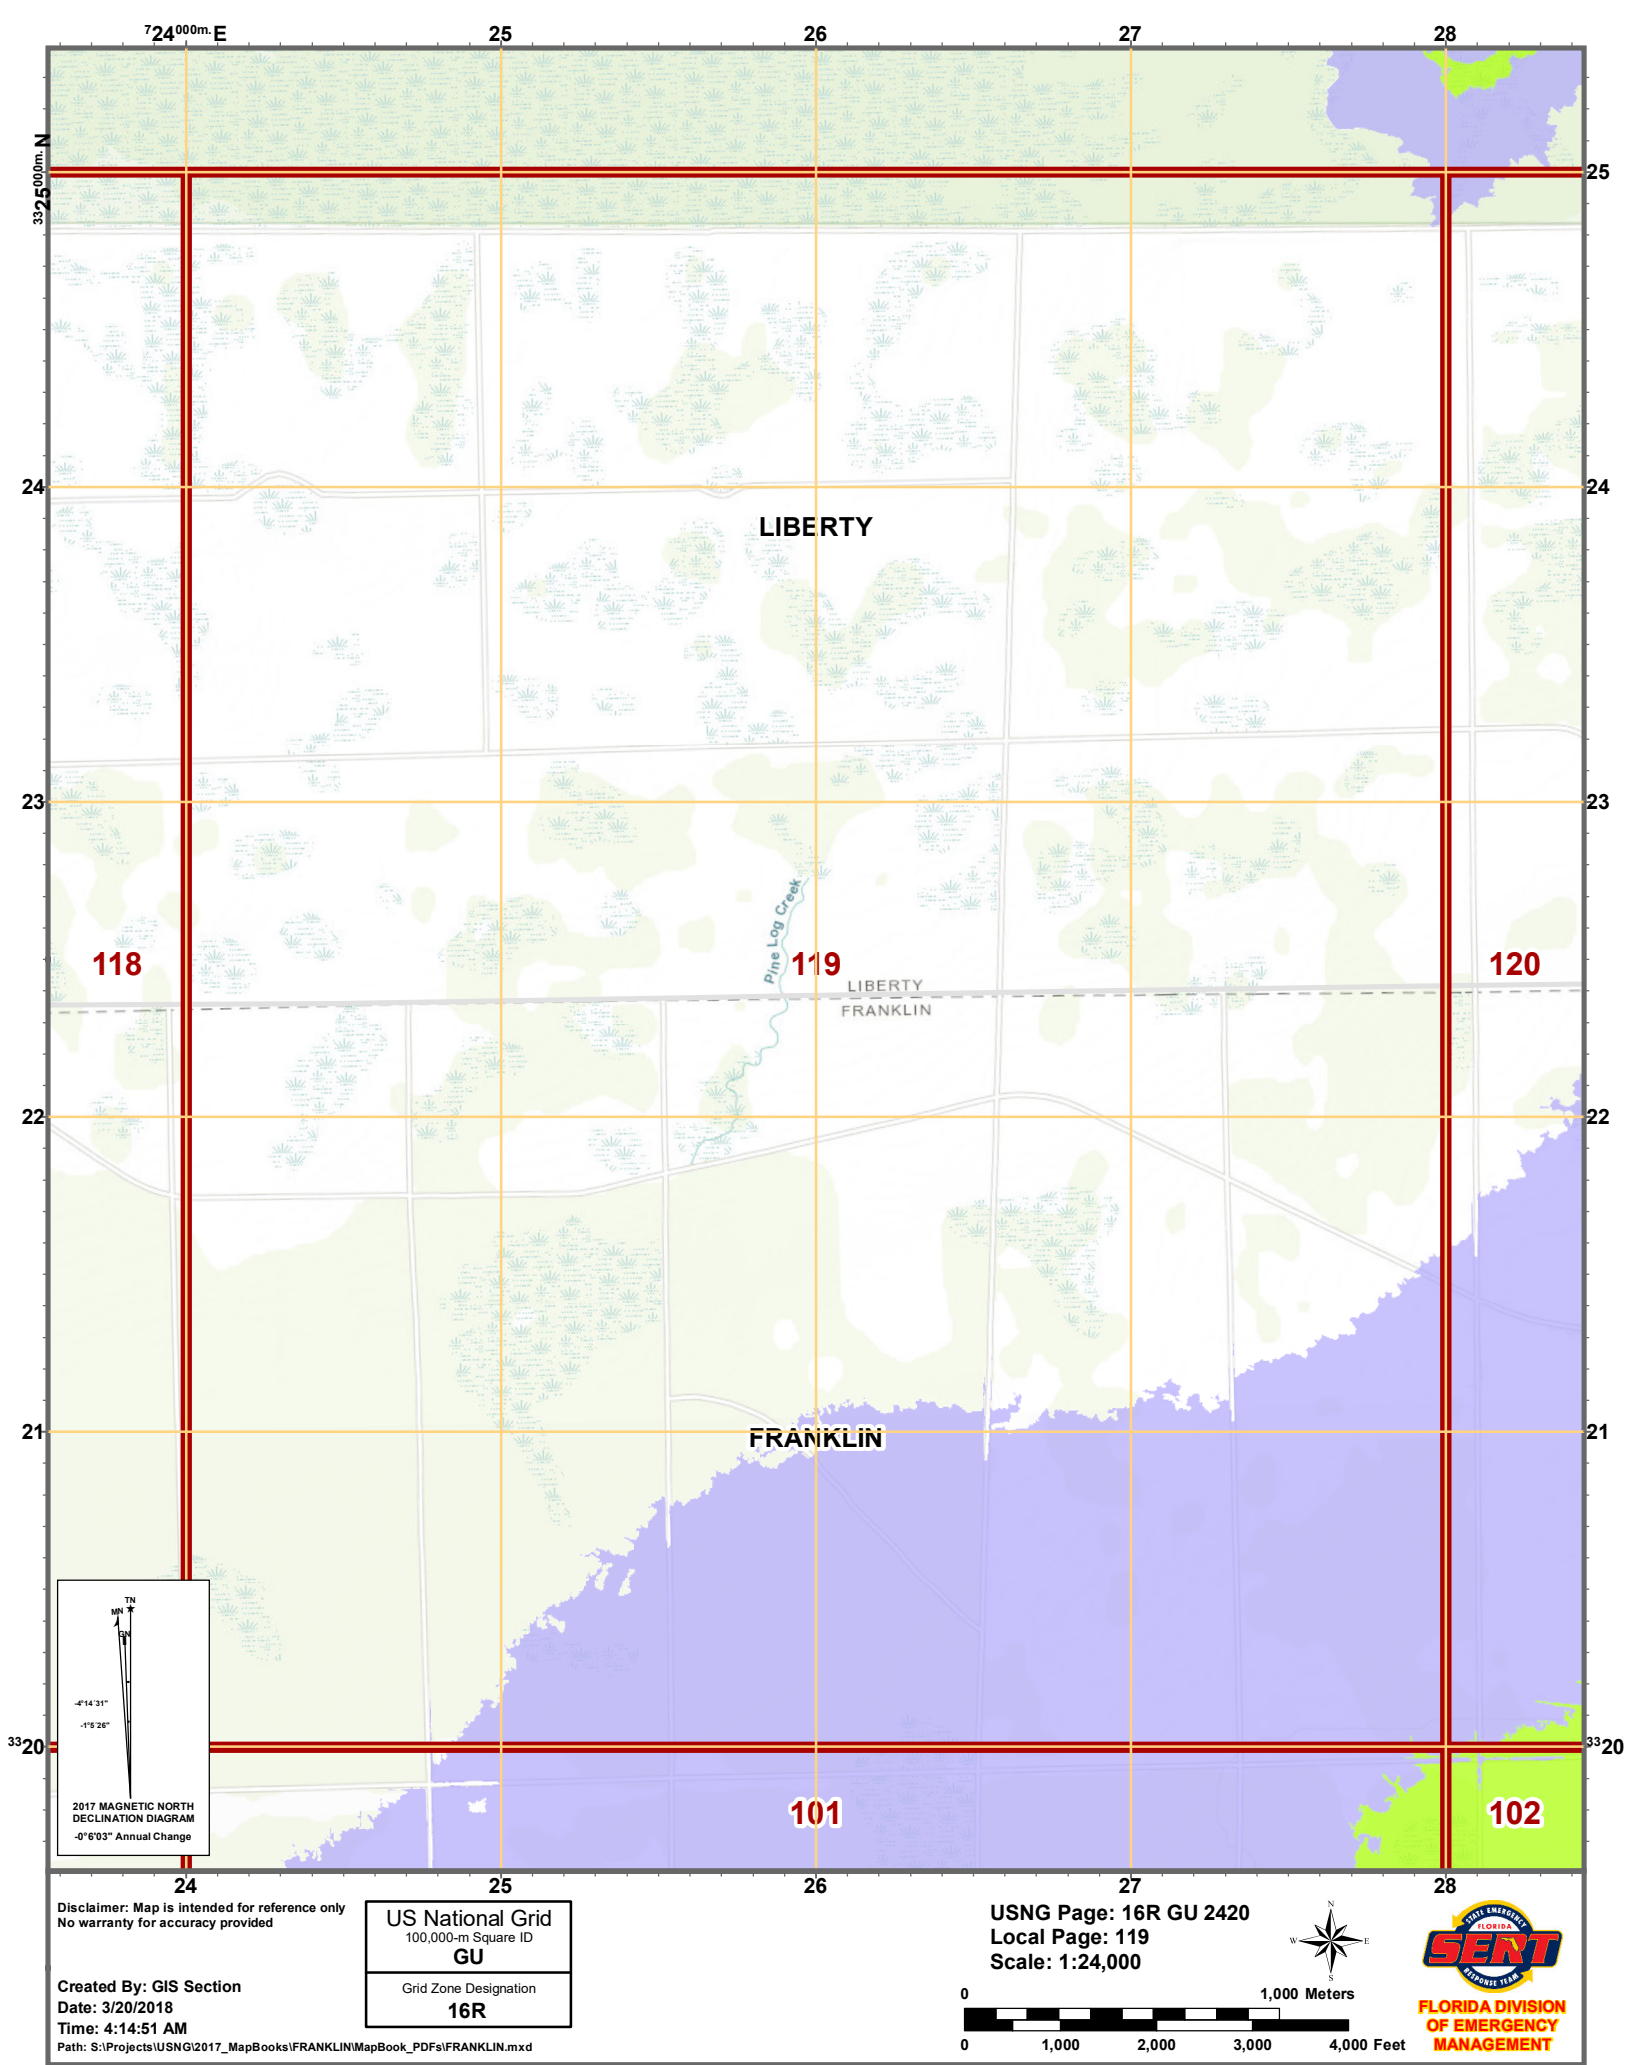 724000m. E 25 26 27 28
3325000m. N
25
24 24
LIBERTY
23 23
Pine Log Creek
118 119 120
LIBERTY
FRANKLIN
22 22
21 21
FRANKLIN
TN
MN
GN
-4°14'31"
-1°5'26"
2017 MAGNETIC NORTH
DECLINATION DIAGRAM
-0°6'03" Annual Change
3320 3320
101 102
24 25 26 27 28
Disclaimer: Map is intended for reference only
No warranty for accuracy provided
Created By: GIS Section
Date: 3/20/2018
Time: 4:14:51 AM
Path: S:\Projects\USNG\2017_MapBooks\FRANKLIN\MapBook_PDFs\FRANKLIN.mxd
US National Grid
100,000-m Square ID
GU
Grid Zone Designation
16R
USNG Page: 16R GU 2420
Local Page: 119
Scale: 1:24,000
0 1,000 Meters
0 1,000 2,000 3,000 4,000 Feet
N
W E
S
STATE EMERGENCY
FLORIDA
SERT
RESPONSE TEAM
FLORIDA DIVISION
OF EMERGENCY
MANAGEMENT